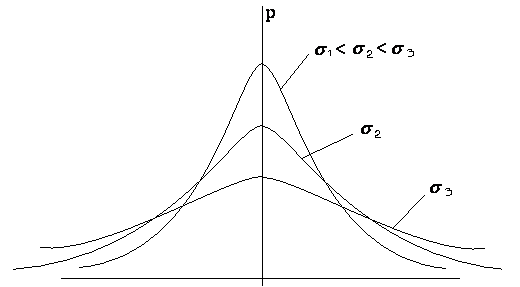 p
σ₁ < σ₂ < σ₃
σ₂
σ₃